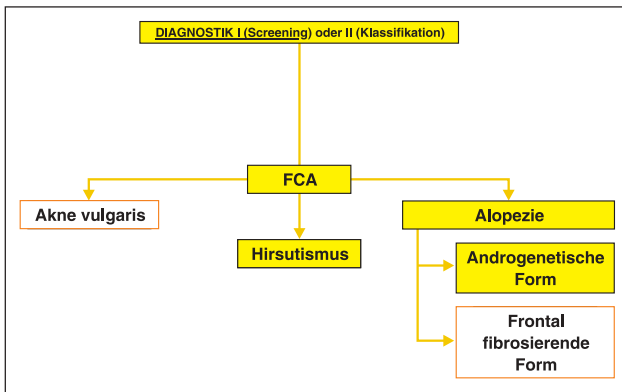 DIAGNOSTIK I (Screening) oder II (Klassifikation)
FCA
Akne vulgaris
Hirsutismus
Alopezie
Androgenetische
Form
Frontal
fibrosierende
Form